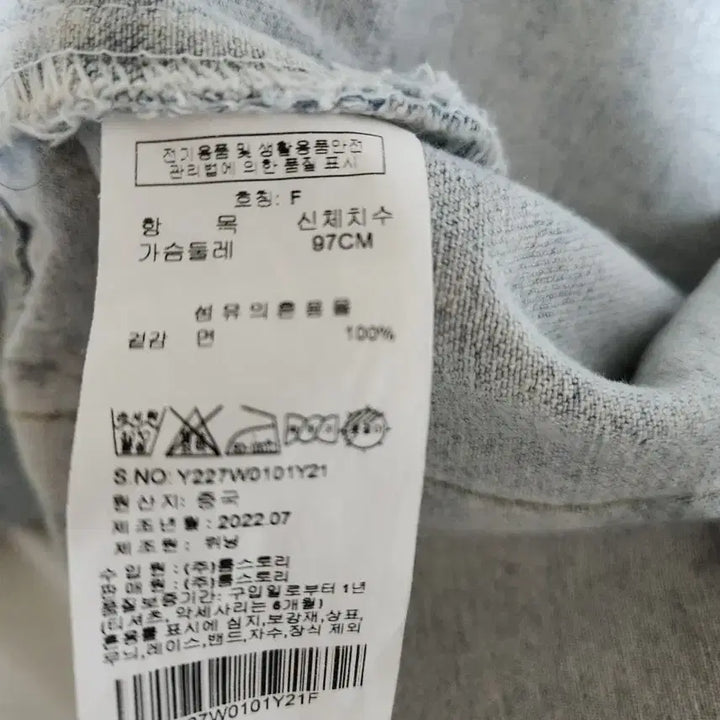 전기용품 및 생활용품안전
관리법에 의한 품질 표시
호칭: F
항 목 신체치수
가슴둘레 97CM
섬유의혼용율
겉감 면 100%
S.NO: Y227W0101Y21
원산지: 중국
제조년월: 2022.07
제조원: 위닝
수입원: (주)톰스토리
판매원: (주)톰스토리
품질보증기간: 구입일로부터 1년
(티셔츠, 악세사리는 6개월)
혼용률 표시에 심지,보강재,상표,
무늬,레이스,밴드,자수,장식 제외
27W0101Y21F